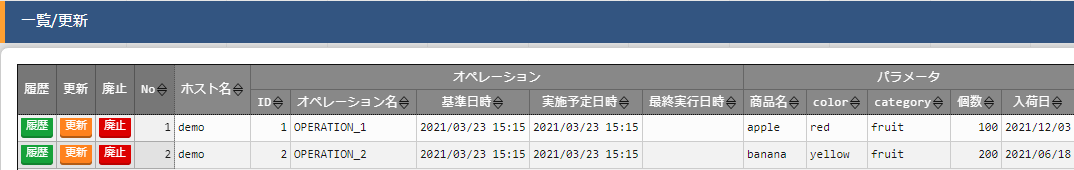 一覧/更新
履歴 更新 廃止 No ホスト名 オペレーション パラメータ
ID オペレーション名 基準日時 実施予定日時 最終実行日時 商品名 color category 個数 入荷日
履歴 更新 廃止 1 demo 1 OPERATION_1 2021/03/23 15:15 2021/03/23 15:15 apple red fruit 100 2021/12/03
履歴 更新 廃止 2 demo 2 OPERATION_2 2021/03/23 15:15 2021/03/23 15:15 banana yellow fruit 200 2021/06/18